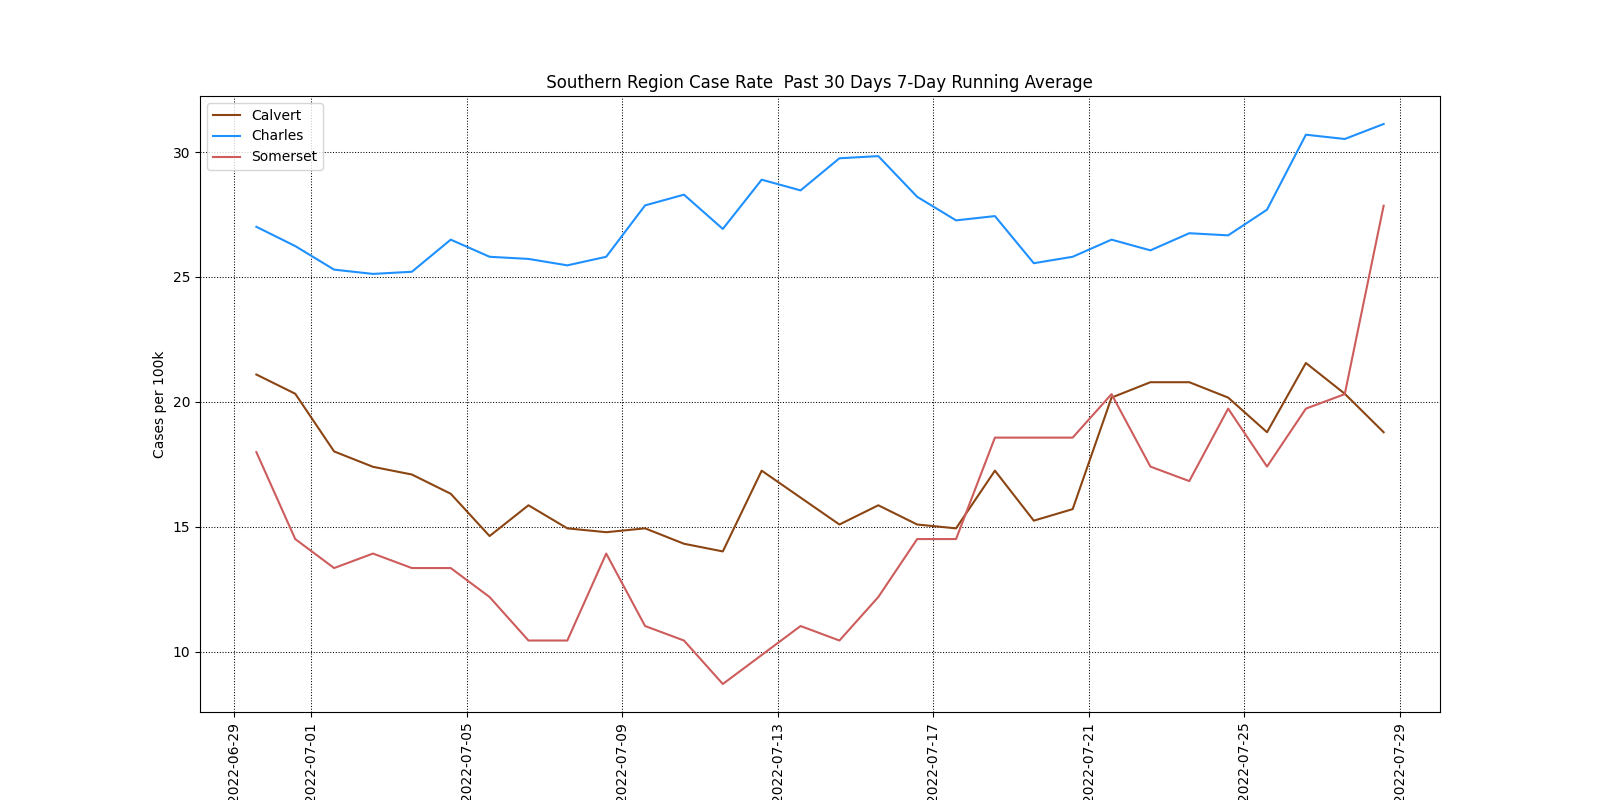 Southern Region Case Rate  Past 30 Days 7-Day Running Average
Calvert
Charles
Somerset
Cases per 100k
30
25
20
15
10
2022-06-29
2022-07-01
2022-07-05
2022-07-09
2022-07-13
2022-07-17
2022-07-21
2022-07-25
2022-07-29